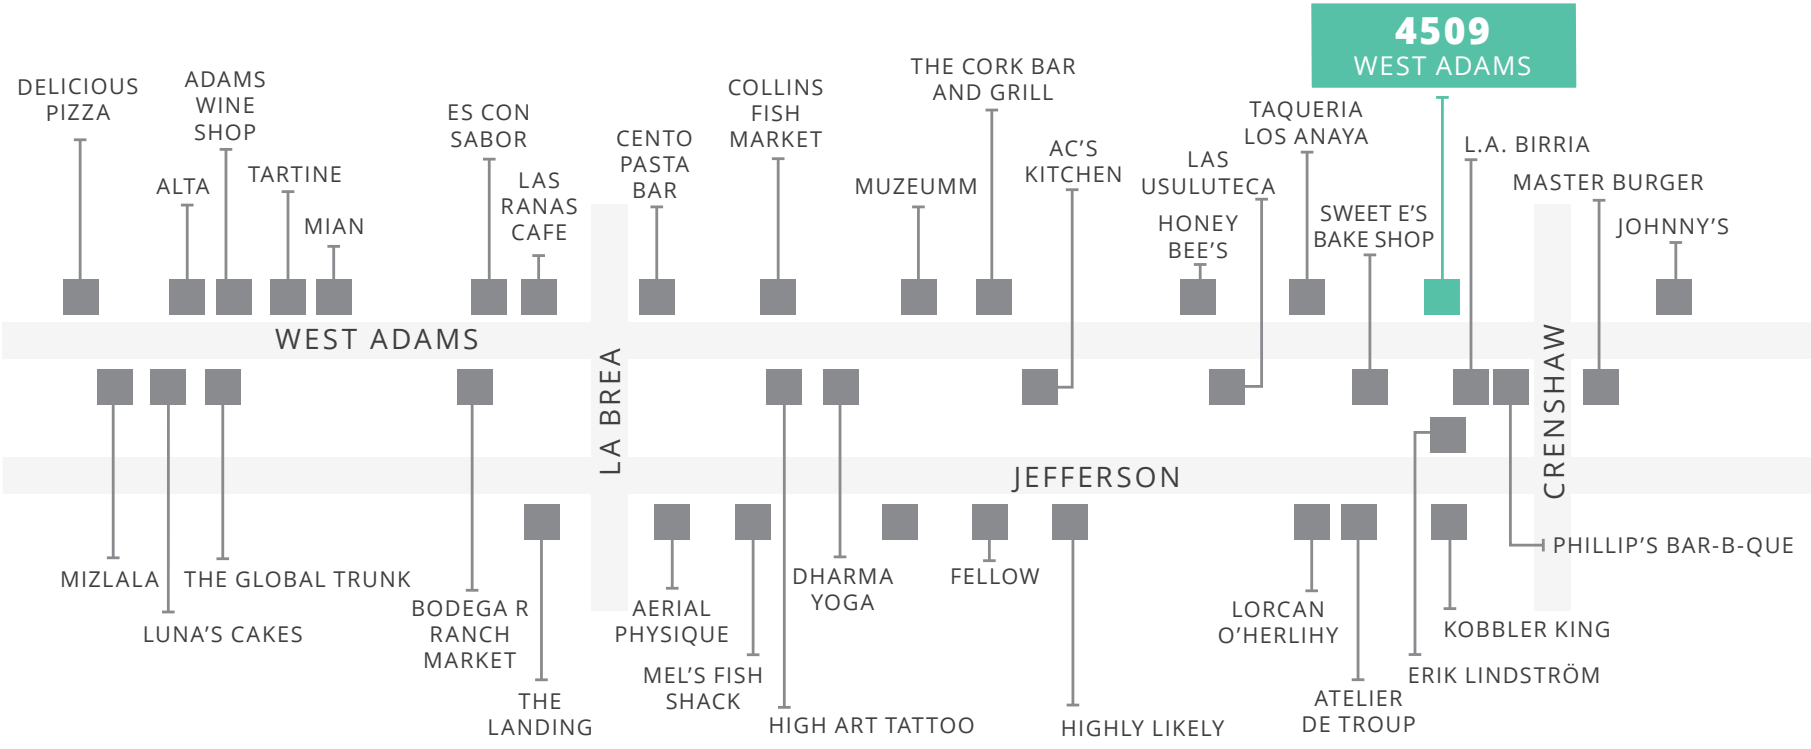 4509
WEST ADAMS
DELICIOUS
PIZZA
ADAMS
WINE
SHOP
ALTA
TARTINE
MIAN
ES CON
SABOR
LAS
RANAS
CAFE
CENTO
PASTA
BAR
COLLINS
FISH
MARKET
MUZEUMM
THE CORK BAR
AND GRILL
AC’S
KITCHEN
LAS
USULUTECA
HONEY
BEE’S
TAQUERIA
LOS ANAYA
SWEET E’S
BAKE SHOP
L.A. BIRRIA
MASTER BURGER
JOHNNY’S
WEST ADAMS
LA BREA
CRENSHAW
JEFFERSON
MIZLALA
THE GLOBAL TRUNK
LUNA’S CAKES
BODEGA R
RANCH
MARKET
THE
LANDING
AERIAL
PHYSIQUE
MEL’S FISH
SHACK
HIGH ART TATTOO
DHARMA
YOGA
FELLOW
HIGHLY LIKELY
LORCAN
O’HERLIHY
ATELIER
DE TROUP
ERIK LINDSTRÖM
KOBBLER KING
PHILLIP’S BAR-B-QUE